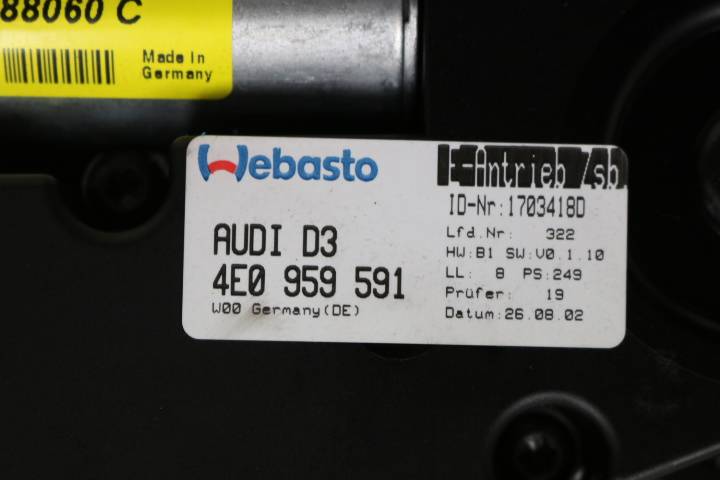 88060 C
Made In
Germany
Webasto
E-Antrieb Zsb
ID-Nr:1703418D
AUDI D3
4E0 959 591
W00 Germany(DE)
Lfd.Nr: 322
HW:B1 SW:V0.1.10
LL: 8 PS:249
Prüfer: 19
Datum:26.08.02